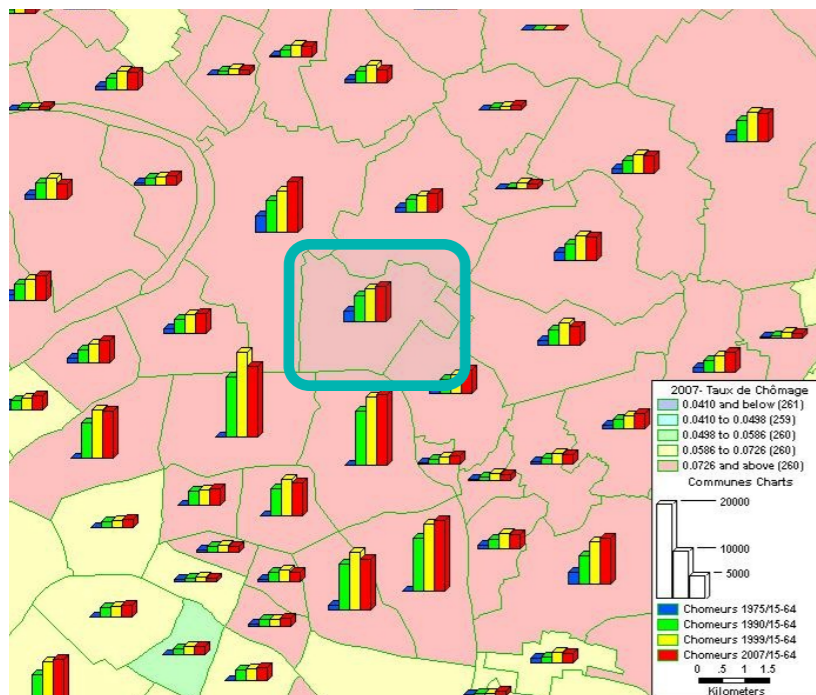 2007- Taux de Chômage
0.0410 and below (261)
0.0410 to 0.0498 (259)
0.0498 to 0.0586 (260)
0.0586 to 0.0726 (260)
0.0726 and above (260)
Communes Charts
20000
10000
5000
Chomeurs 1975/15-64
Chomeurs 1990/15-64
Chomeurs 1999/15-64
Chomeurs 2007/15-64
0 .5 1 1.5
Kilometers